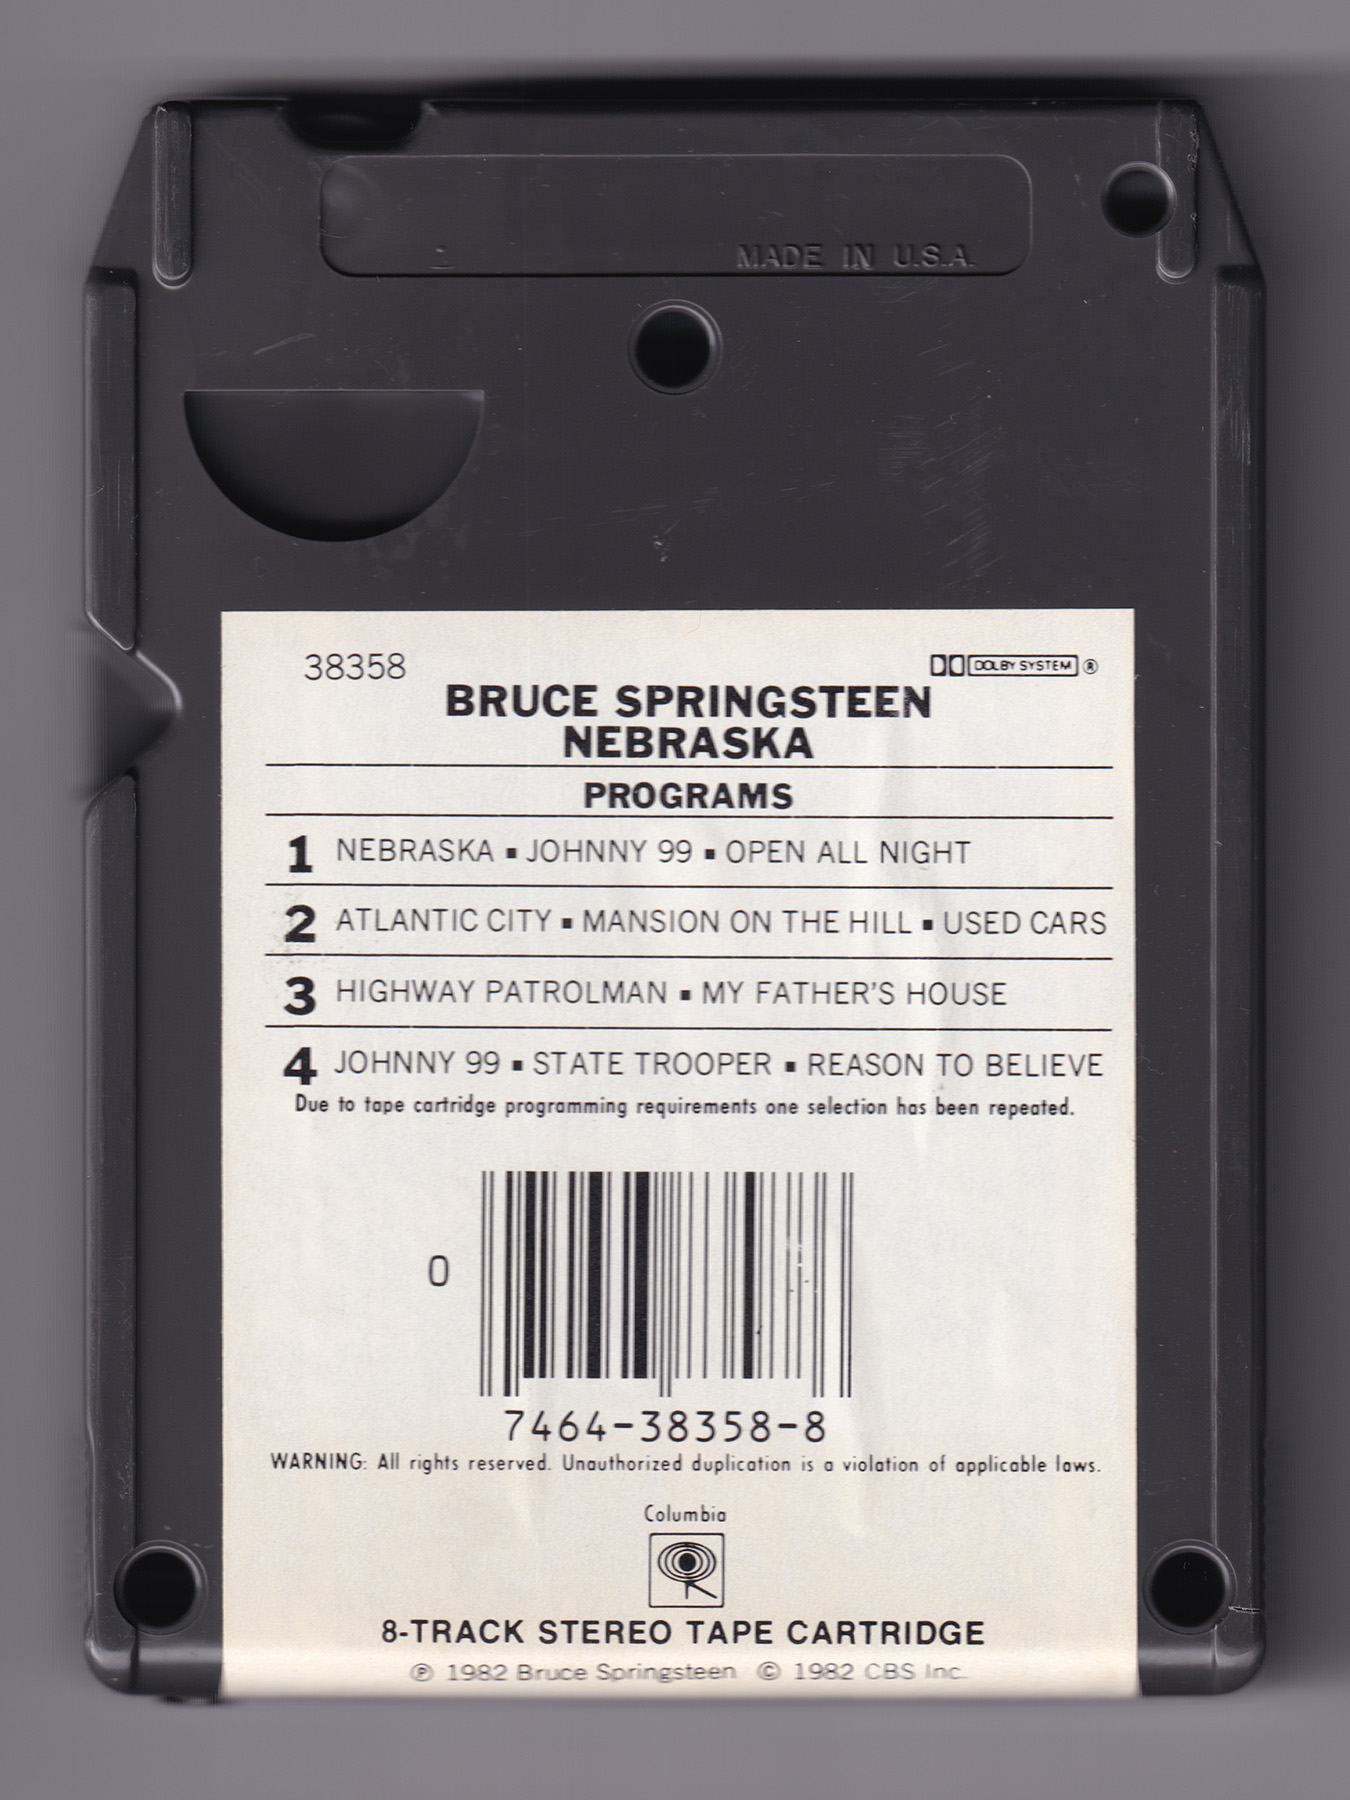 MADE IN U.S.A.
38358 DOLBY SYSTEM ®
BRUCE SPRINGSTEEN
NEBRASKA
PROGRAMS
1 NEBRASKA ▪ JOHNNY 99 ▪ OPEN ALL NIGHT
2 ATLANTIC CITY ▪ MANSION ON THE HILL ▪ USED CARS
3 HIGHWAY PATROLMAN ▪ MY FATHER'S HOUSE
4 JOHNNY 99 ▪ STATE TROOPER ▪ REASON TO BELIEVE
Due to tape cartridge programming requirements one selection has been repeated.
0
7464-38358-8
WARNING: All rights reserved. Unauthorized duplication is a violation of applicable laws.
Columbia
8-TRACK STEREO TAPE CARTRIDGE
℗ 1982 Bruce Springsteen © 1982 CBS Inc.